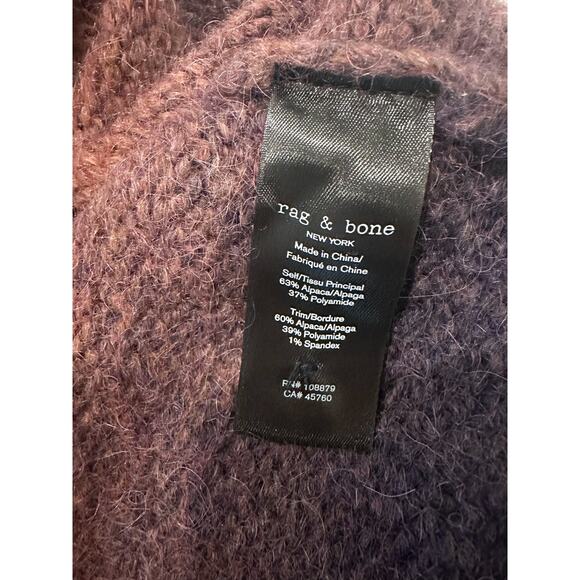 rag & bone
NEW YORK
Made in China/
Fabriqué en Chine
Self/Tissu Principal
63% Alpaca/Alpaga
37% Polyamide
Trim/Bordure
60% Alpaca/Alpaga
39% Polyamide
1% Spandex
RN# 108879
CA# 45760